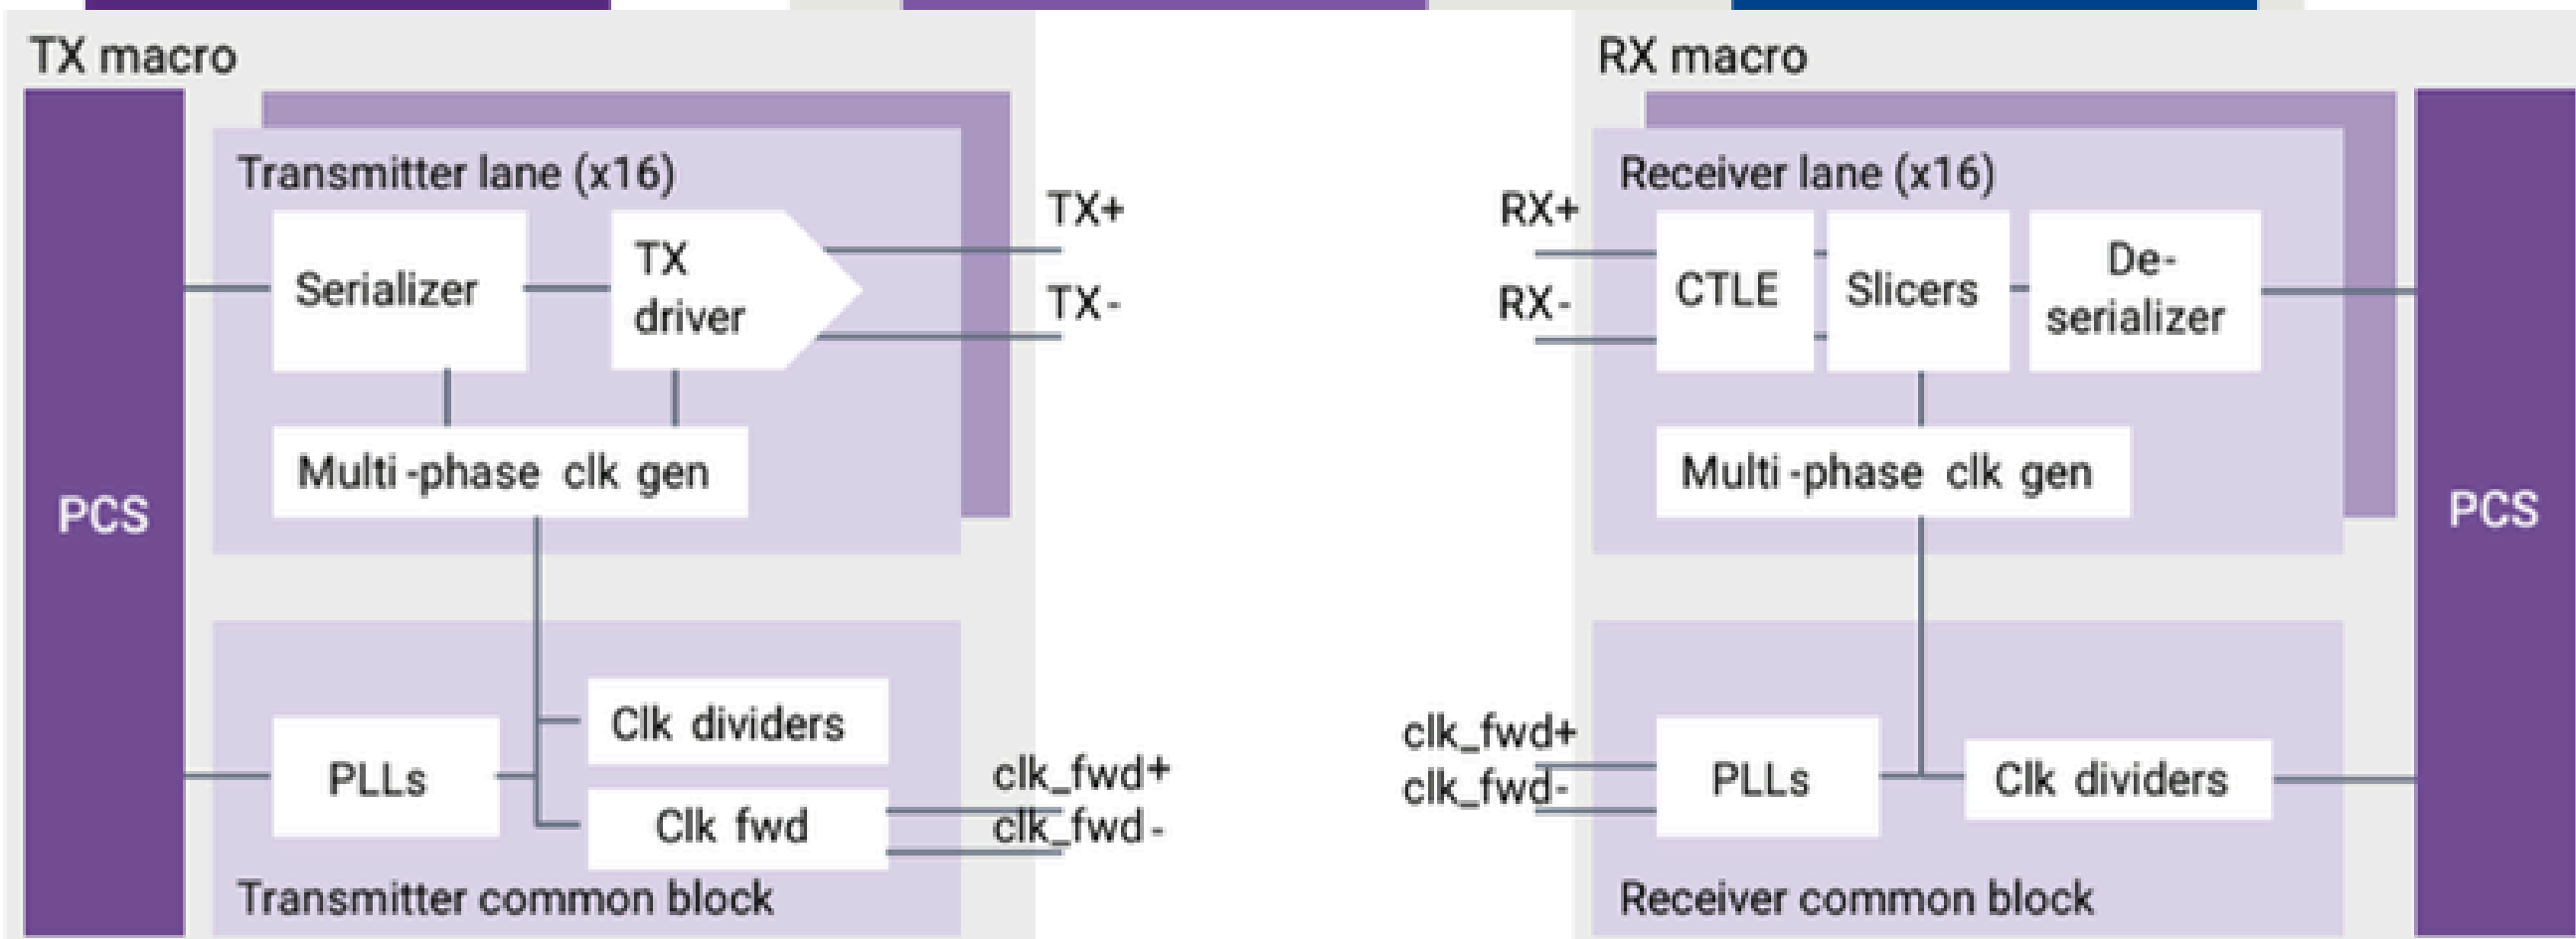 TX macro
Transmitter lane (x16)
Serializer
TX
driver
TX+
TX-
Multi-phase clk gen
PCS
PLLs
Clk dividers
Clk fwd
clk_fwd+
clk_fwd-
Transmitter common block
RX macro
Receiver lane (x16)
RX+
RX-
CTLE
Slicers
De-
serializer
Multi-phase clk gen
PCS
clk_fwd+
clk_fwd-
PLLs
Clk dividers
Receiver common block